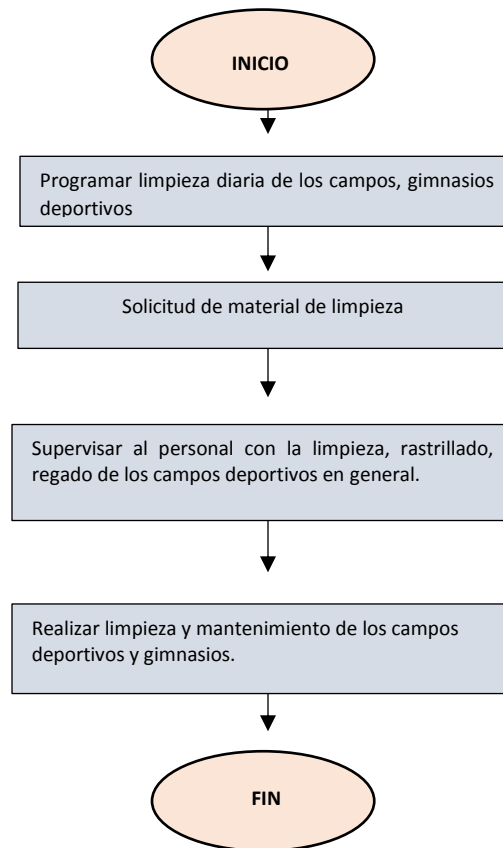 INICIO
Programar limpieza diaria de los campos, gimnasios
deportivos
Solicitud de material de limpieza
Supervisar al personal con la limpieza, rastrillado,
regado de los campos deportivos en general.
Realizar limpieza y mantenimiento de los campos
deportivos y gimnasios.
FIN